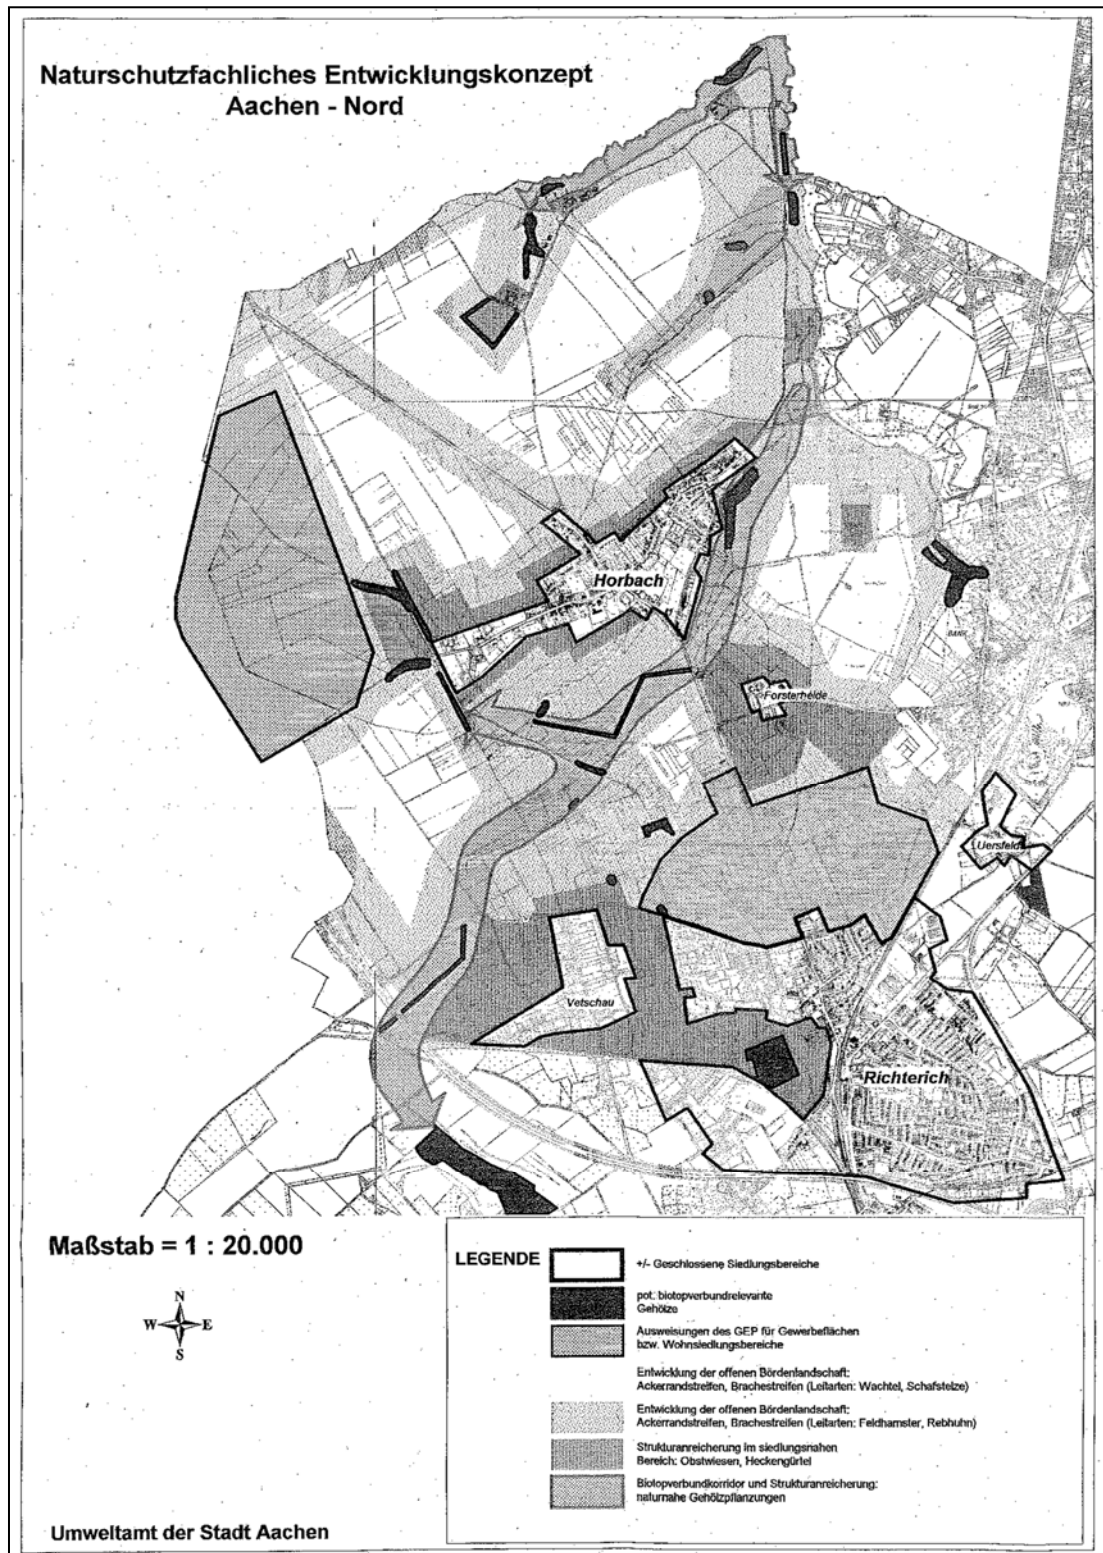 Naturschutzfachliches Entwicklungskonzept
Aachen - Nord
Horbach
Forsterheide
Uersfeld
Vetschau
Richterich
Maßstab = 1 : 20.000
N
W E
S
LEGENDE
+/- Geschlossene Siedlungsbereiche
pot. biotopverbundrelevante
Gehölze
Ausweisungen des GEP für Gewerbeflächen
bzw. Wohnsiedlungsbereiche
Entwicklung der offenen Bördenlandschaft:
Ackerrandstreifen, Brachestreifen (Leitarten: Wachtel, Schafstelze)
Entwicklung der offenen Bördenlandschaft:
Ackerrandstreifen, Brachestreifen (Leitarten: Feldhamster, Rebhuhn)
Strukturanreicherung im siedlungsnahen
Bereich: Obstwiesen, Heckengürtel
Biotopverbundkorridor und Strukturanreicherung:
naturnahe Gehölzpflanzungen
Umweltamt der Stadt Aachen